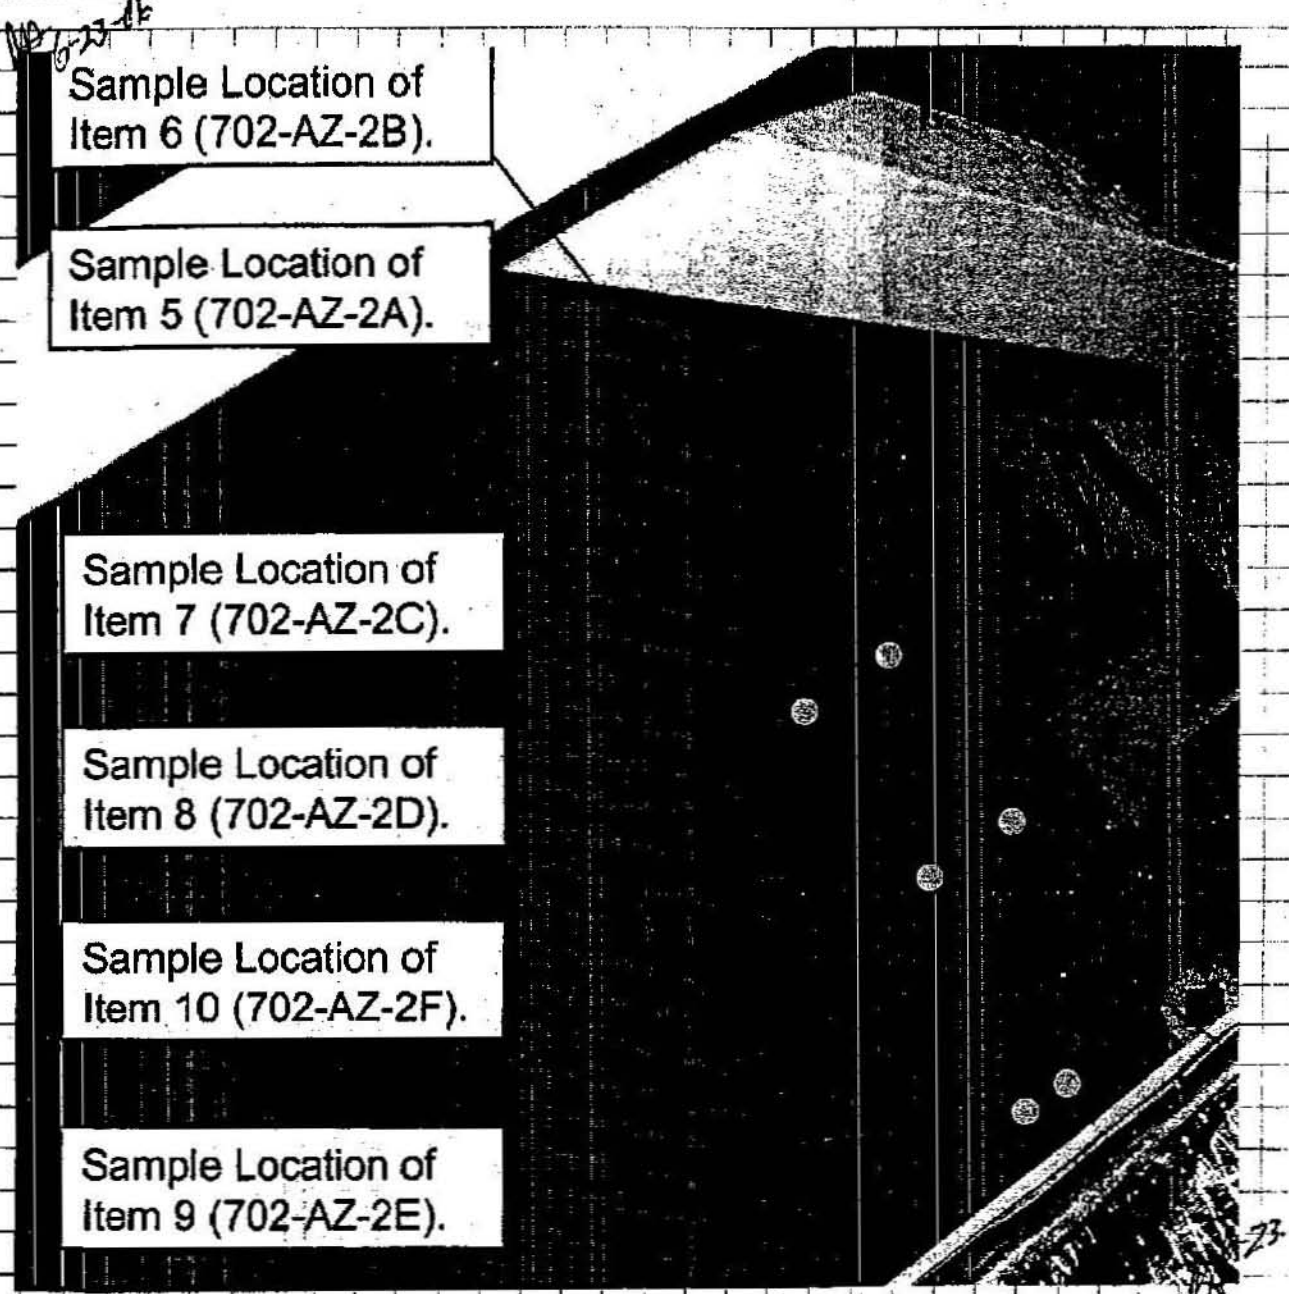 Sample Location of
Item 6 (702-AZ-2B).
Sample Location of
Item 5 (702-AZ-2A).
Sample Location of
Item 7 (702-AZ-2C).
Sample Location of
Item 8 (702-AZ-2D).
Sample Location of
Item 10 (702-AZ-2F).
Sample Location of
Item 9 (702-AZ-2E).